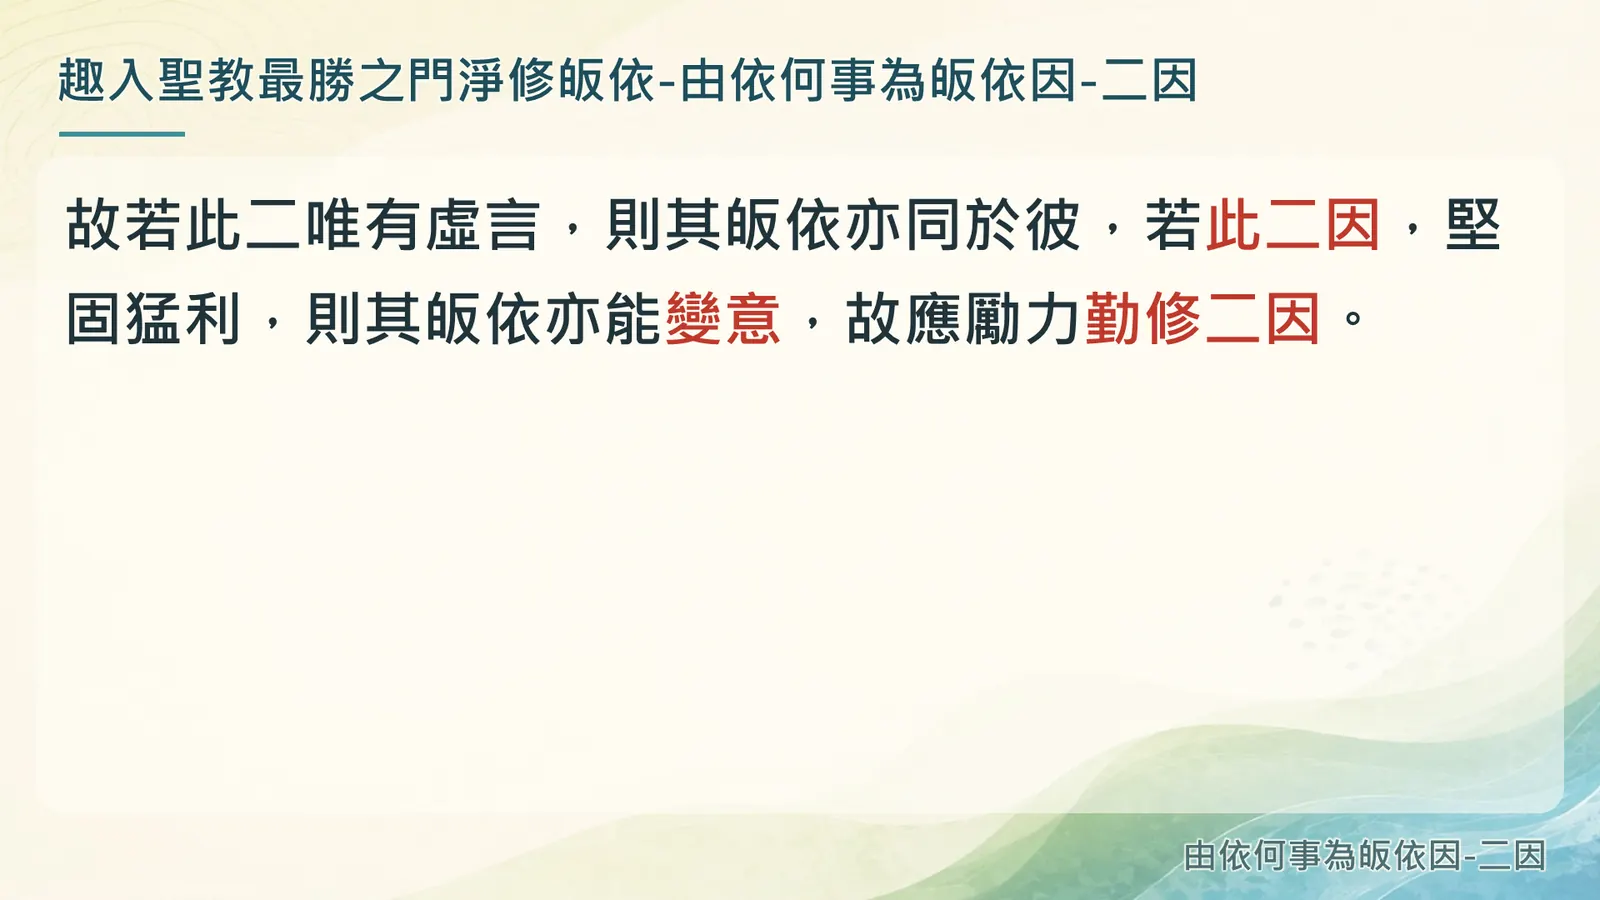 趣入聖教最勝之門淨修皈依-由依何事為皈依因-二因
故若此二唯有虛言，則其皈依亦同於彼，若此二因，堅
固猛利，則其皈依亦能變意，故應勵力勤修二因。
由依何事為皈依因-二因